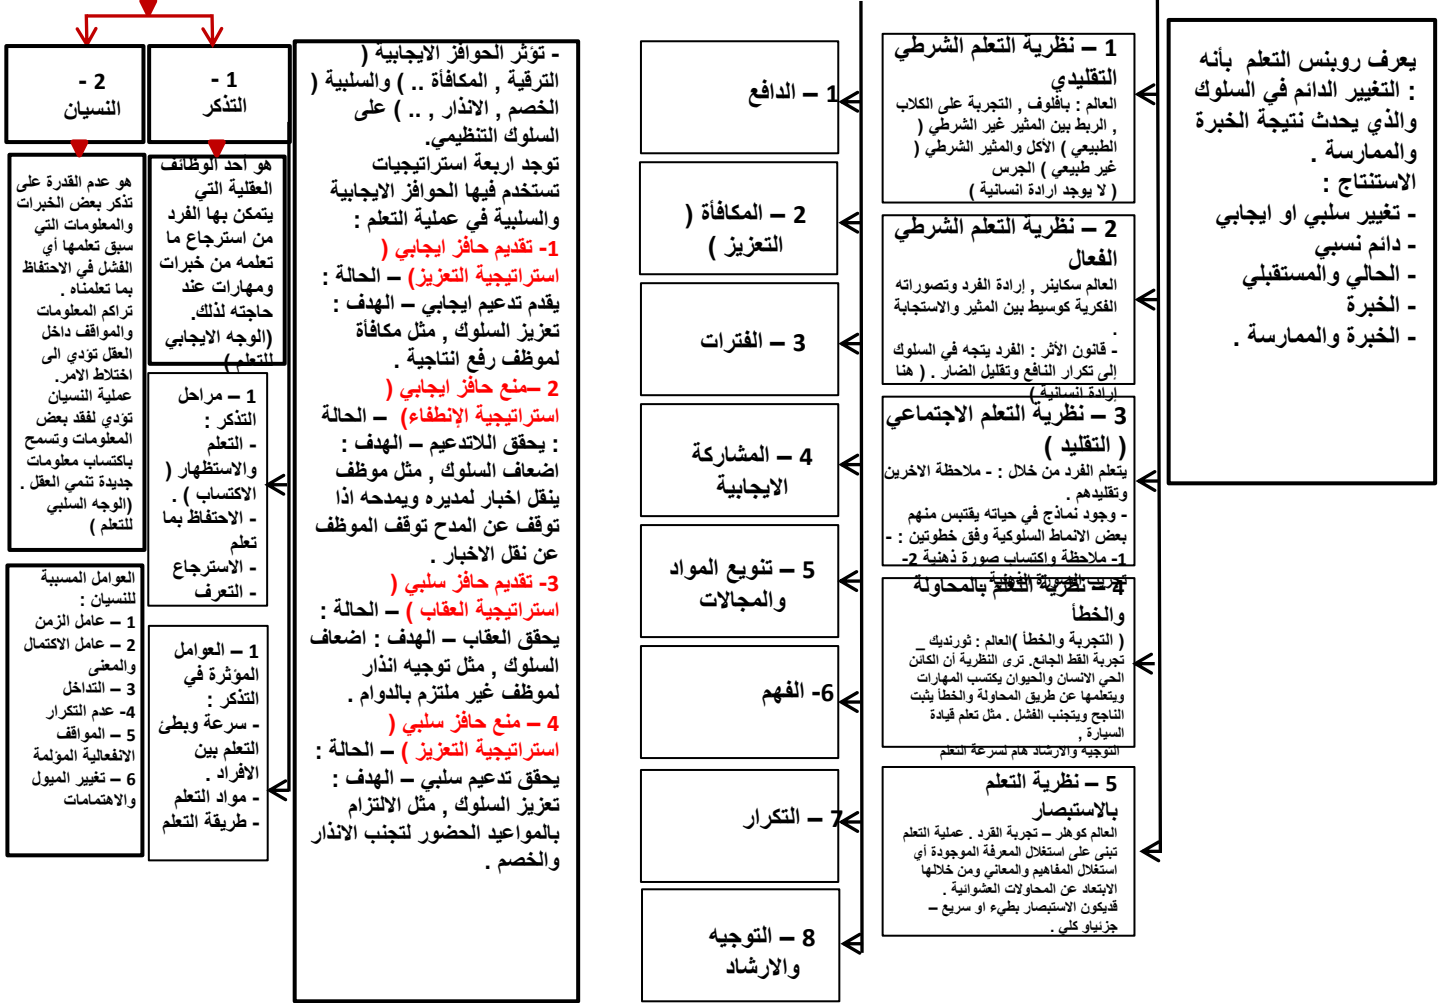 يعرف روبنس التعلم بأنه
: التغيير الدائم في السلوك
والذي يحدث نتيجة الخبرة
والممارسة .
الاستنتاج :
- تغيير سلبي او ايجابي
- دائم نسبي
- الحالي والمستقبلي
- الخبرة
- الخبرة والممارسة .
1 – نظرية التعلم الشرطي
التقليدي
العالم : بافلوف , التجربة على الكلاب
, الربط بين المثير غير الشرطي (
الطبيعي ) الأكل والمثير الشرطي (
غير طبيعي ) الجرس
( لا يوجد ارادة انسانية )
2 – نظرية التعلم الشرطي
الفعال
العالم سكاينر , إرادة الفرد وتصوراته
الفكرية كوسيط بين المثير والاستجابة
.
- قانون الأثر : الفرد يتجه في السلوك
إلى تكرار النافع وتقليل الضار . ( هنا
إرادة انسانية )
3 – نظرية التعلم الاجتماعي
( التقليد )
يتعلم الفرد من خلال : - ملاحظة الاخرين
وتقليدهم .
- وجود نماذج في حياته يقتبس منهم
بعض الانماط السلوكية وفق خطوتين : -
1- ملاحظة واكتساب صورة ذهنية 2-
تجريب الصورة الذهنية
4 – نظرية التعلم بالمحاولة
والخطأ
( التجربة والخطأ )العالم : ثورنديك _
تجربة القط الجائع. ترى النظرية أن الكائن
الحي الانسان والحيوان يكتسب المهارات
ويتعلمها عن طريق المحاولة والخطأ يثبت
الناجح ويتجنب الفشل . مثل تعلم قيادة
السيارة ,
التوجيه والارشاد هام لسرعة التعلم
5 – نظرية التعلم
بالاستبصار
العالم كوهلر – تجربة القرد . عملية التعلم
تبنى على استغلال المعرفة الموجودة أي
استغلال المفاهيم والمعاني ومن خلالها
الابتعاد عن المحاولات العشوائية .
قديكون الاستبصار بطيء او سريع –
جزئياو كلي .
1 – الدافع
2 – المكافأة (
التعزيز )
3 – الفترات
4 – المشاركة
الايجابية
5 – تنويع المواد
والمجالات
6- الفهم
7 – التكرار
8 – التوجيه
والارشاد
- تؤثر الحوافز الايجابية (
الترقية , المكافأة .. ) والسلبية (
الخصم , الانذار , .. ) على
السلوك التنظيمي.
توجد اربعة استراتيجيات
تستخدم فيها الحوافز الايجابية
والسلبية في عملية التعلم :
1- تقديم حافز ايجابي (
استراتيجية التعزيز) – الحالة :
يقدم تدعيم ايجابي – الهدف :
تعزيز السلوك , مثل مكافأة
لموظف رفع انتاجية .
2 –منع حافز ايجابي (
استراتيجية الإنطفاء) – الحالة
: يحقق اللاتدعيم – الهدف :
اضعاف السلوك , مثل موظف
ينقل اخبار لمديره ويمدحه اذا
توقف عن المدح توقف الموظف
عن نقل الاخبار .
3- تقديم حافز سلبي (
استراتيجية العقاب ) – الحالة :
يحقق العقاب – الهدف : اضعاف
السلوك , مثل توجيه انذار
لموظف غير ملتزم بالدوام .
4 – منع حافز سلبي (
استراتيجية التعزيز ) – الحالة :
يحقق تدعيم سلبي – الهدف :
تعزيز السلوك , مثل الالتزام
بالمواعيد الحضور لتجنب الانذار
والخصم .
1 -
التذكر
هو احد الوظائف
العقلية التي
يتمكن بها الفرد
من استرجاع ما
تعلمه من خبرات
ومهارات عند
حاجته لذلك.
(الوجه الايجابي
للتعلم )
1 – مراحل
التذكر :
- التعلم
والاستظهار (
الاكتساب ) .
- الاحتفاظ بما
تعلم
- الاسترجاع
- التعرف
1 – العوامل
المؤثرة في
التذكر :
- سرعة وبطئ
التعلم بين
الافراد .
- مواد التعلم
- طريقة التعلم
2 -
النسيان
هو عدم القدرة على
تذكر بعض الخبرات
والمعلومات التي
سبق تعلمها أي
الفشل في الاحتفاظ
بما تعلمناه .
تراكم المعلومات
والمواقف داخل
العقل تؤدي الى
اختلاط الامر.
عملية النسيان
تؤدي لفقد بعض
المعلومات وتسمح
باكتساب معلومات
جديدة تنمي العقل .
(الوجه السلبي
للتعلم )
العوامل المسببة
للنسيان :
1 – عامل الزمن
2 – عامل الاكتمال
والمعنى
3 – التداخل
4- عدم التكرار
5 – المواقف
الانفعالية المؤلمة
6 – تغيير الميول
والاهتمامات